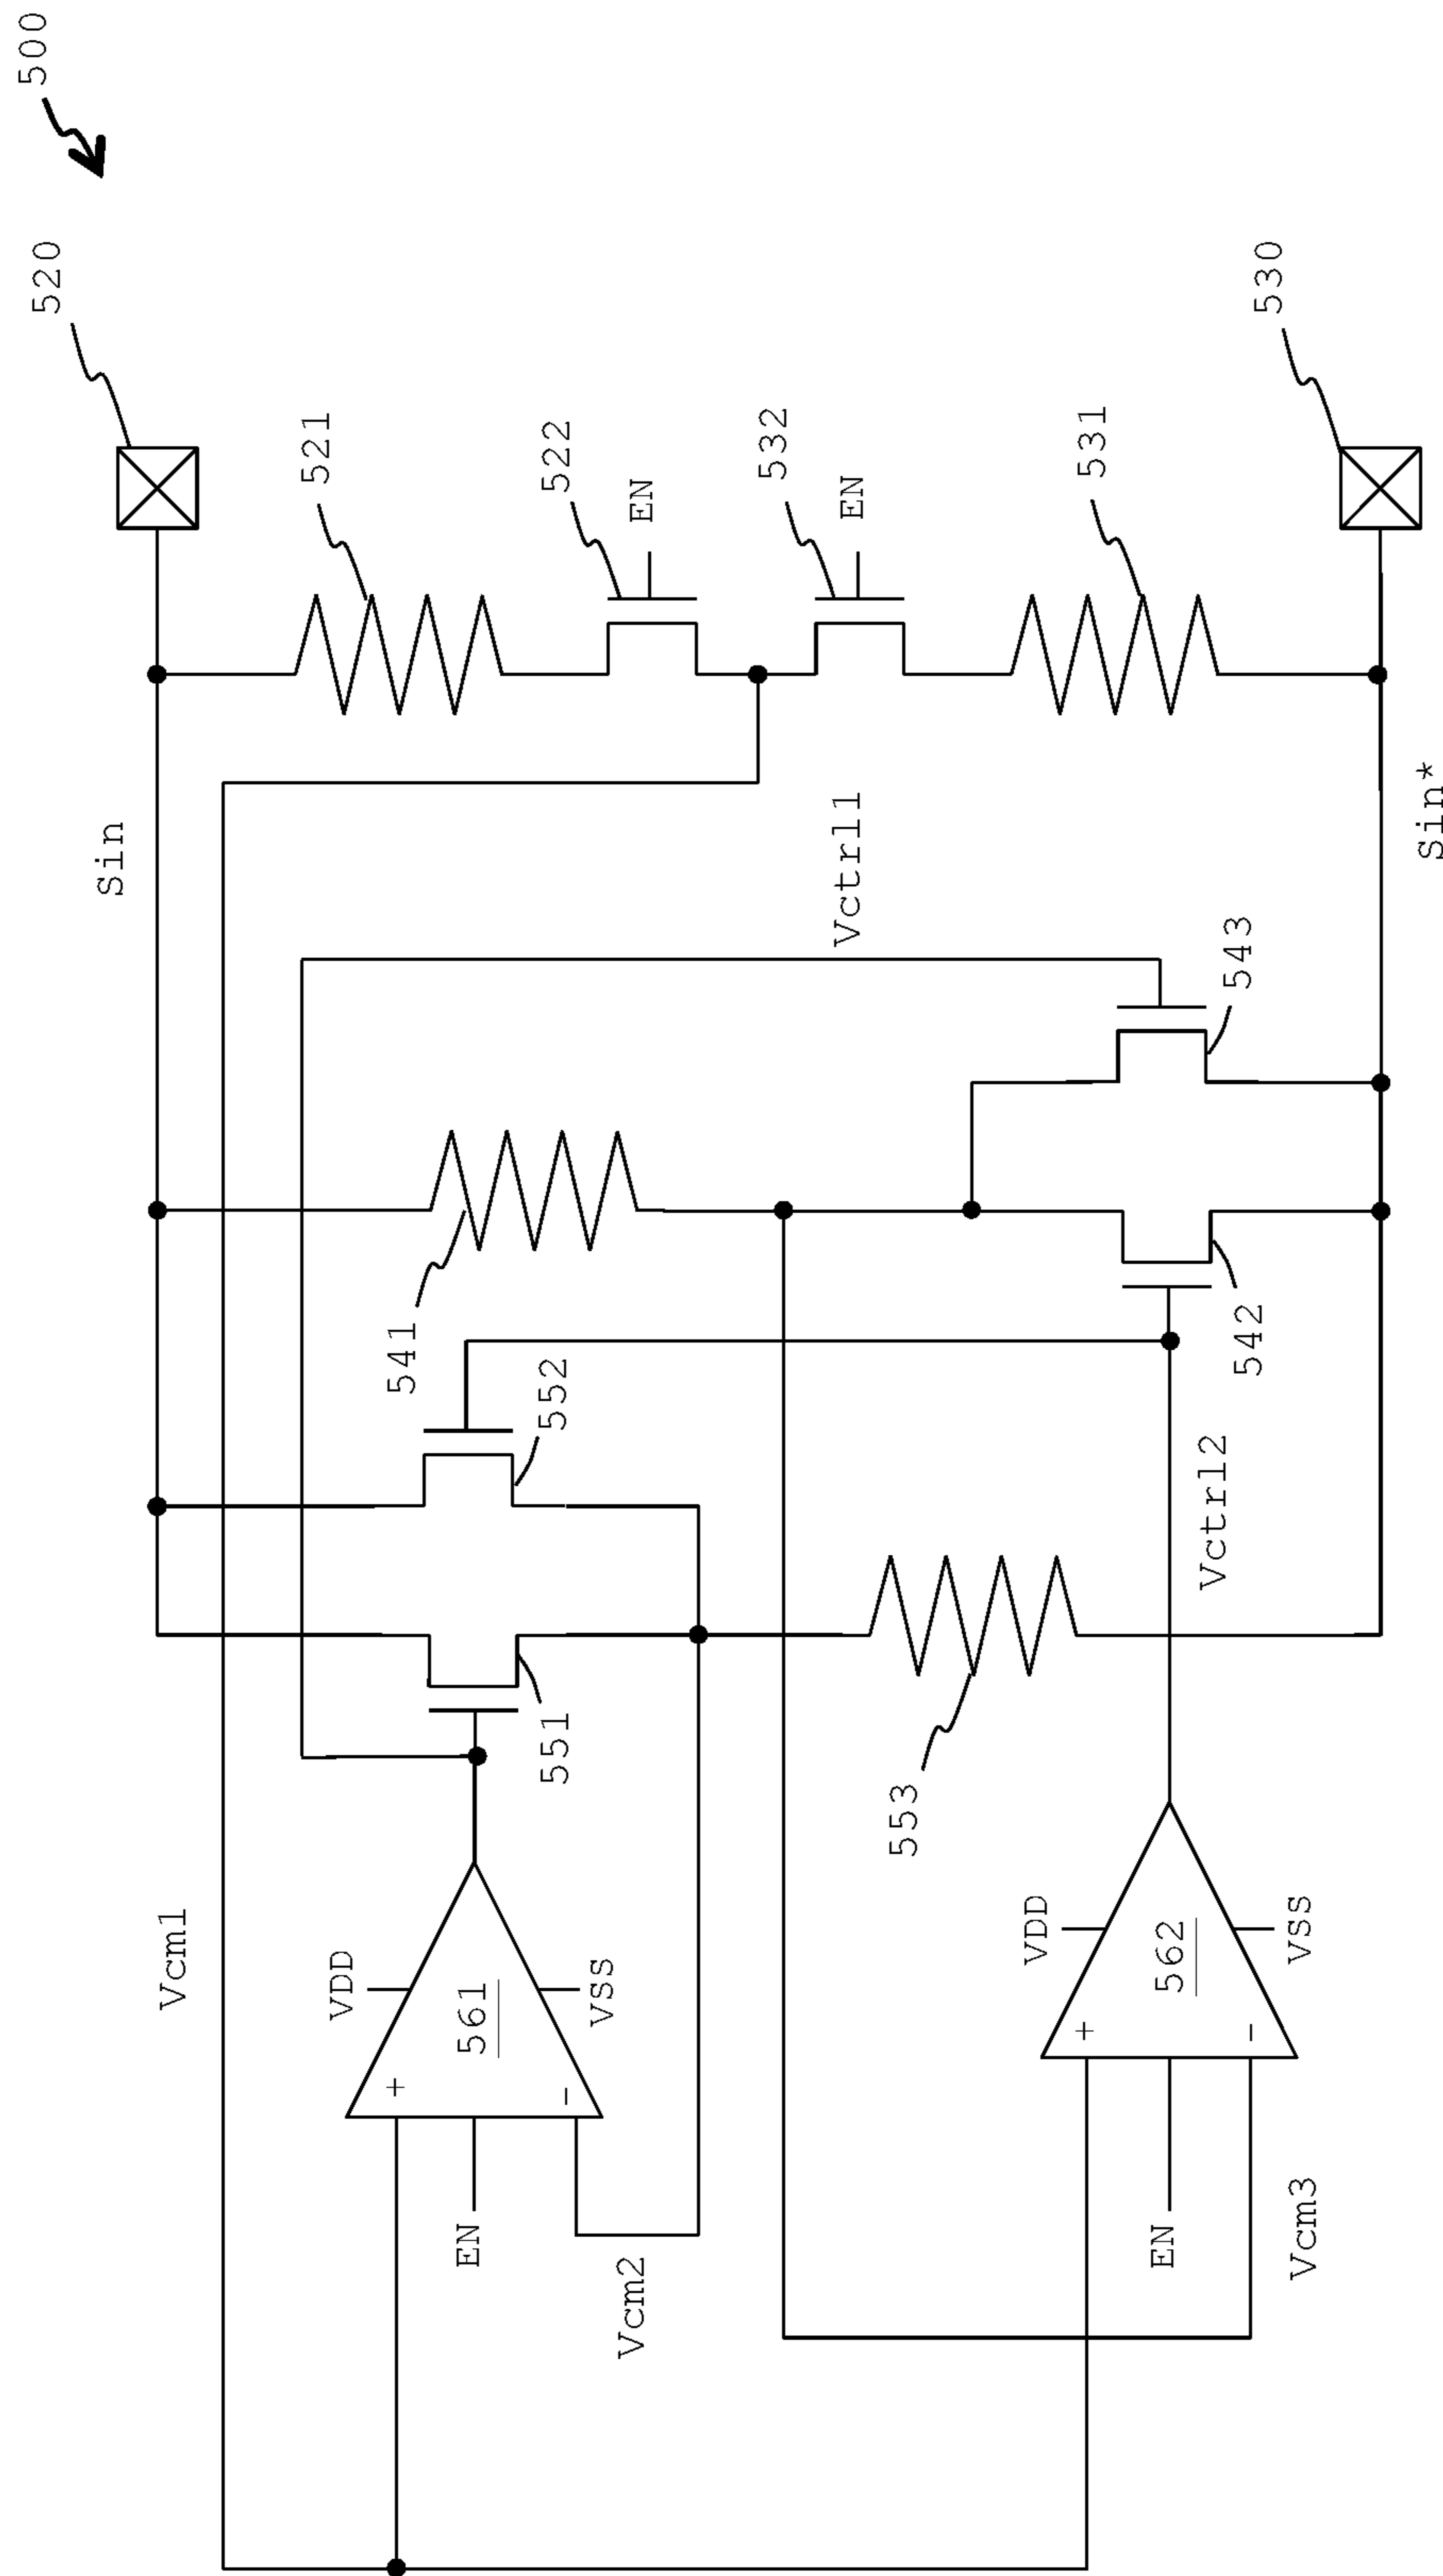 500
520
530
521
522
532
531
EN
EN
Sin
Sin*
Vctrl1
543
541
552
542
Vctrl2
551
553
Vcm1
VDD
561
VSS
+
-
EN
Vcm2
VDD
562
VSS
+
-
EN
Vcm3